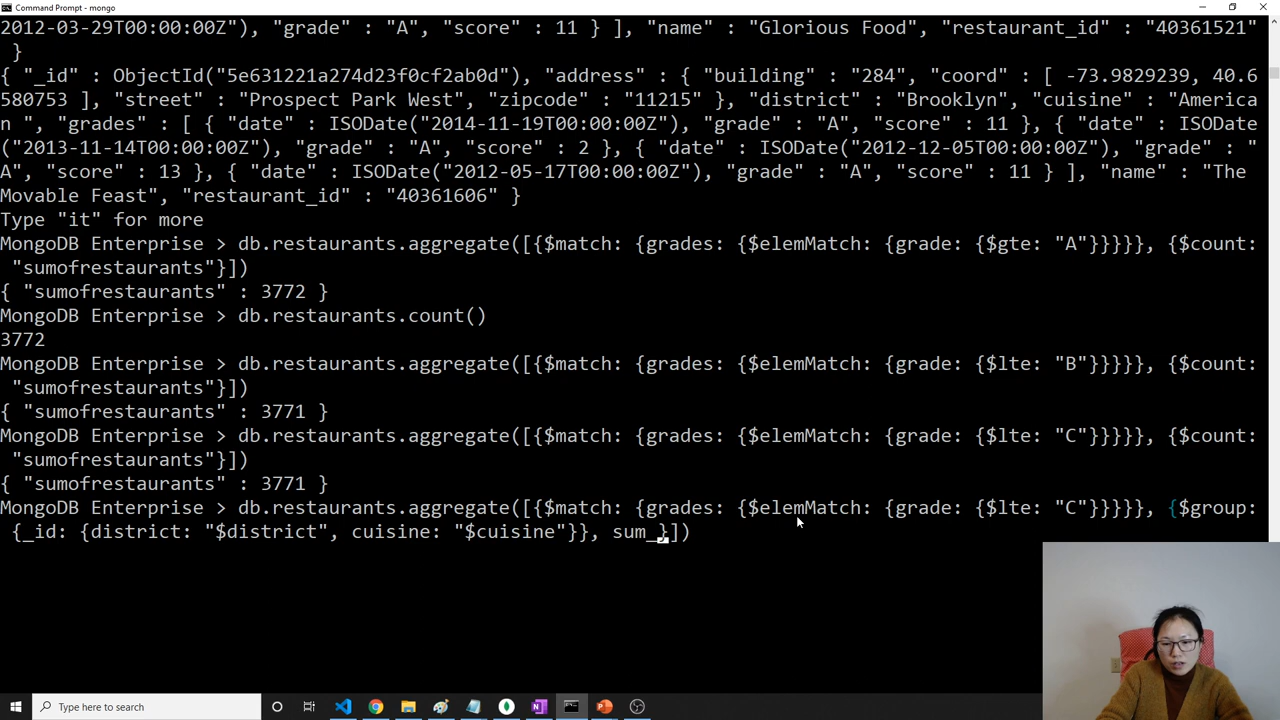 Command Prompt - mongo
2012-03-29T00:00:00Z"), "grade" : "A", "score" : 11 } ], "name" : "Glorious Food", "restaurant_id" : "40361521"
}
{ "_id" : ObjectId("5e631221a274d23f0cf2ab0d"), "address" : { "building" : "284", "coord" : [ -73.9829239, 40.6
580753 ], "street" : "Prospect Park West", "zipcode" : "11215" }, "district" : "Brooklyn", "cuisine" : "America
n ", "grades" : [ { "date" : ISODate("2014-11-19T00:00:00Z"), "grade" : "A", "score" : 11 }, { "date" : ISODate
("2013-11-14T00:00:00Z"), "grade" : "A", "score" : 2 }, { "date" : ISODate("2012-12-05T00:00:00Z"), "grade" : "
A", "score" : 13 }, { "date" : ISODate("2012-05-17T00:00:00Z"), "grade" : "A", "score" : 11 } ], "name" : "The
Movable Feast", "restaurant_id" : "40361606" }
Type "it" for more
MongoDB Enterprise > db.restaurants.aggregate([{$match: {grades: {$elemMatch: {grade: {$gte: "A"}}}}}, {$count:
"sumofrestaurants"}])
{ "sumofrestaurants" : 3772 }
MongoDB Enterprise > db.restaurants.count()
3772
MongoDB Enterprise > db.restaurants.aggregate([{$match: {grades: {$elemMatch: {grade: {$lte: "B"}}}}}, {$count:
"sumofrestaurants"}])
{ "sumofrestaurants" : 3771 }
MongoDB Enterprise > db.restaurants.aggregate([{$match: {grades: {$elemMatch: {grade: {$lte: "C"}}}}}, {$count:
"sumofrestaurants"}])
{ "sumofrestaurants" : 3771 }
MongoDB Enterprise > db.restaurants.aggregate([{$match: {grades: {$elemMatch: {grade: {$lte: "C"}}}}}, {$group:
{_id: {district: "$district", cuisine: "$cuisine"}}, sum_}])
Type here to search